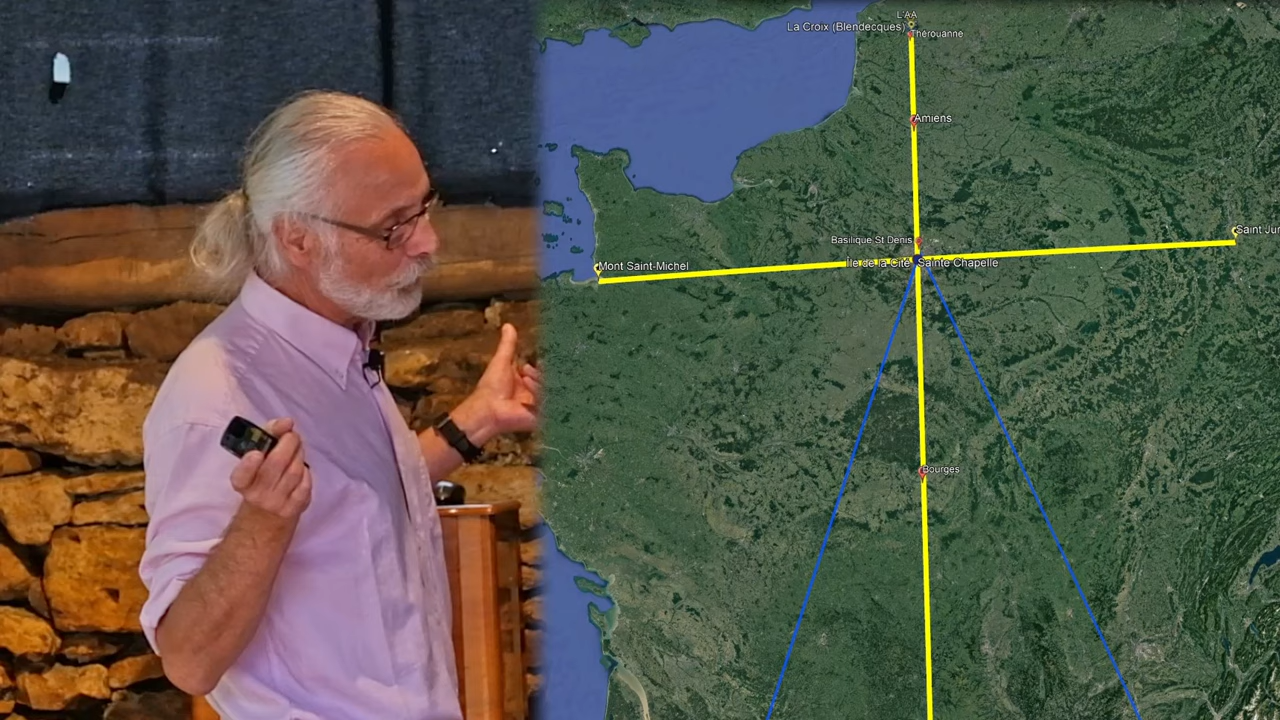 L'AA
La Croix (Blendecques)
Thérouanne
Amiens
Basilique St Denis
Saint Jur
Île de la Cité
Sainte Chapelle
Mont Saint-Michel
Bourges